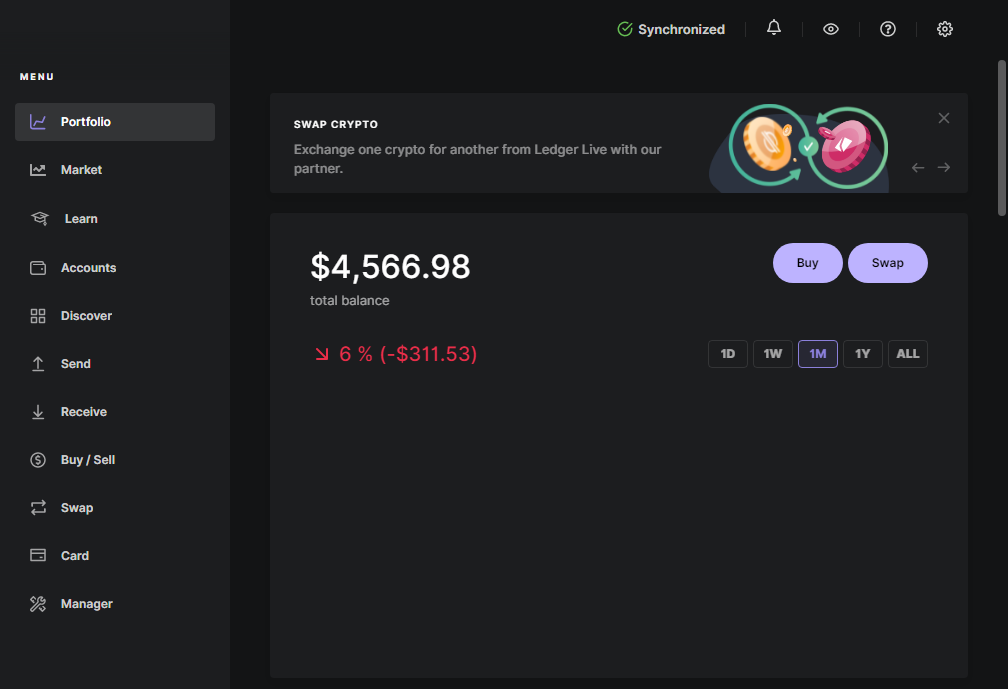 Synchronized
MENU
Portfolio
Market
Learn
Accounts
Discover
Send
Receive
Buy / Sell
Swap
Card
Manager
SWAP CRYPTO
Exchange one crypto for another from Ledger Live with our
partner.
$4,566.98
total balance
Buy
Swap
6 % (-$311.53)
1D
1W
1M
1Y
ALL